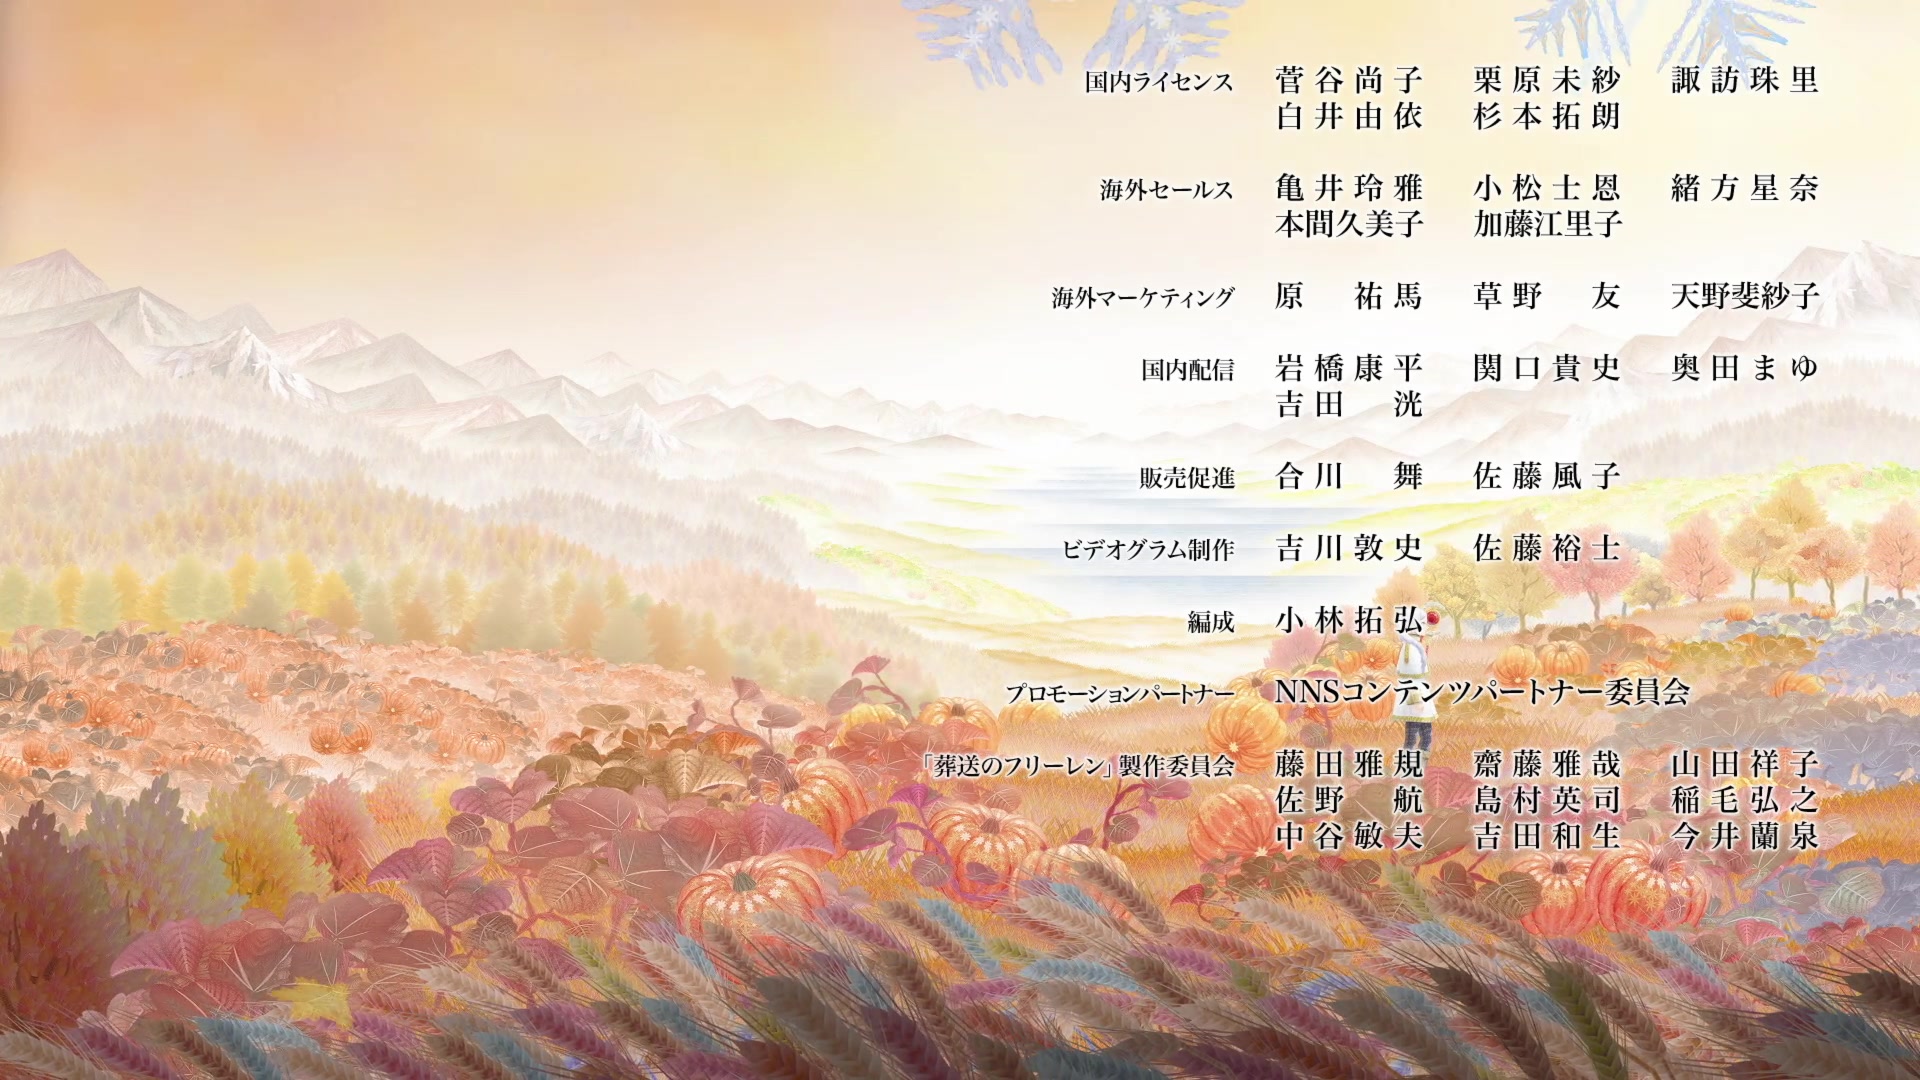 国内ライセンス 菅谷尚子 栗原未紗 諏訪珠里
白井由依 杉本拓朗
海外セールス 亀井玲雅 小松士恩 緒方星奈
本間久美子 加藤江里子
海外マーケティング 原 祐馬 草野 友 天野斐紗子
国内配信 岩橋康平 関口貴史 奥田まゆ
吉田 洸
販売促進 合川 舞 佐藤風子
ビデオグラム制作 吉川敦史 佐藤裕士
編成 小林拓弘
プロモーションパートナー NNSコンテンツパートナー委員会
「葬送のフリーレン」製作委員会 藤田雅規 齋藤雅哉 山田祥子
佐野 航 島村英司 稲毛弘之
中谷敏夫 吉田和生 今井蘭泉